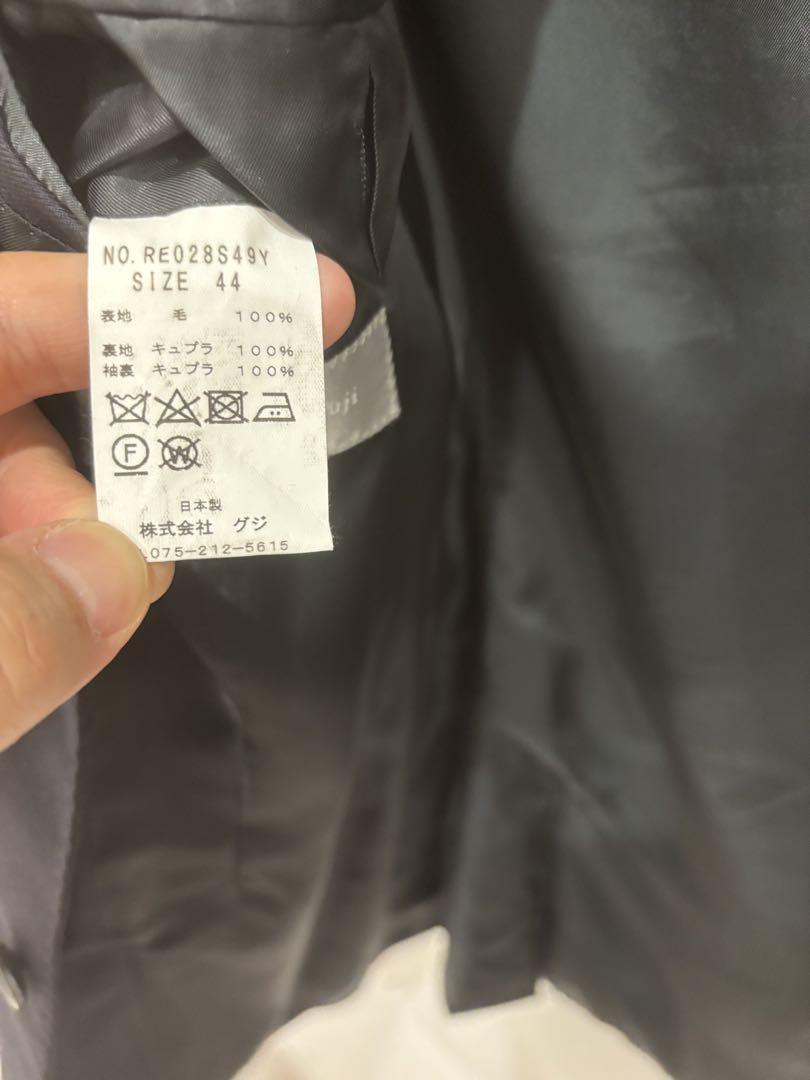 NO.RE028S49Y
SIZE 44
表地 毛 100%
裏地 キュプラ 100%
袖裏 キュプラ 100%
F W
日本製
株式会社 グジ
075-212-5615
uji